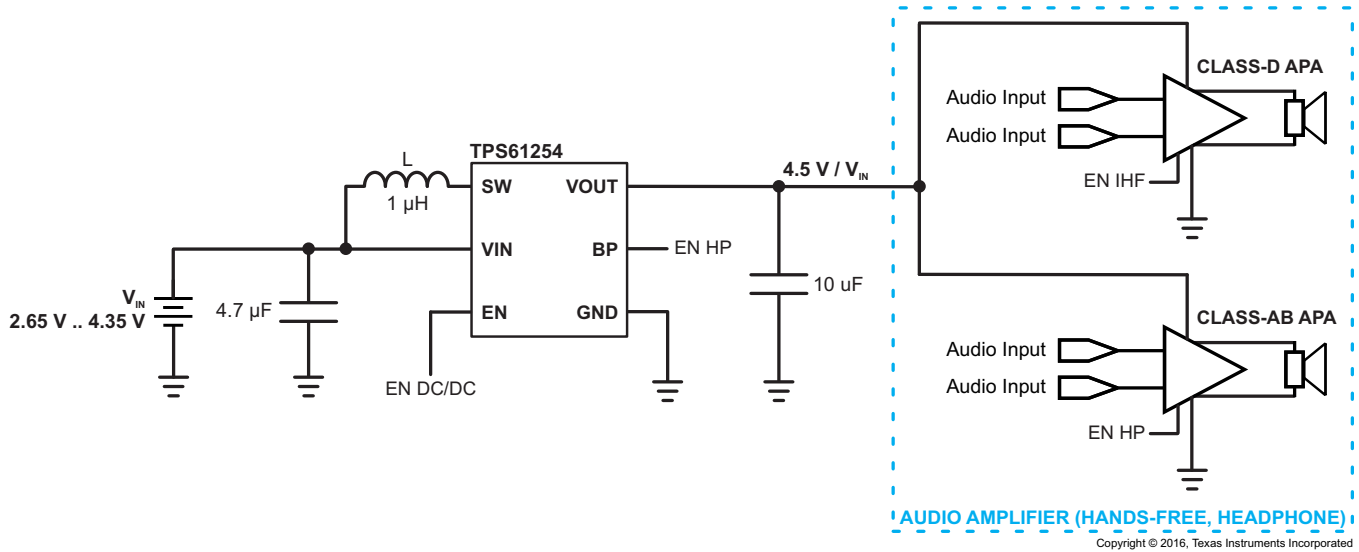 CLASS-D APA
Audio Input
Audio Input
EN IHF
TPS61254
L
1 µH
SW
VOUT
4.5 V / VIN
VIN
BP
EN HP
EN
GND
VIN
2.65 V .. 4.35 V
4.7 µF
10 uF
EN DC/DC
CLASS-AB APA
Audio Input
Audio Input
EN HP
AUDIO AMPLIFIER (HANDS-FREE, HEADPHONE)
Copyright © 2016, Texas Instruments Incorporated